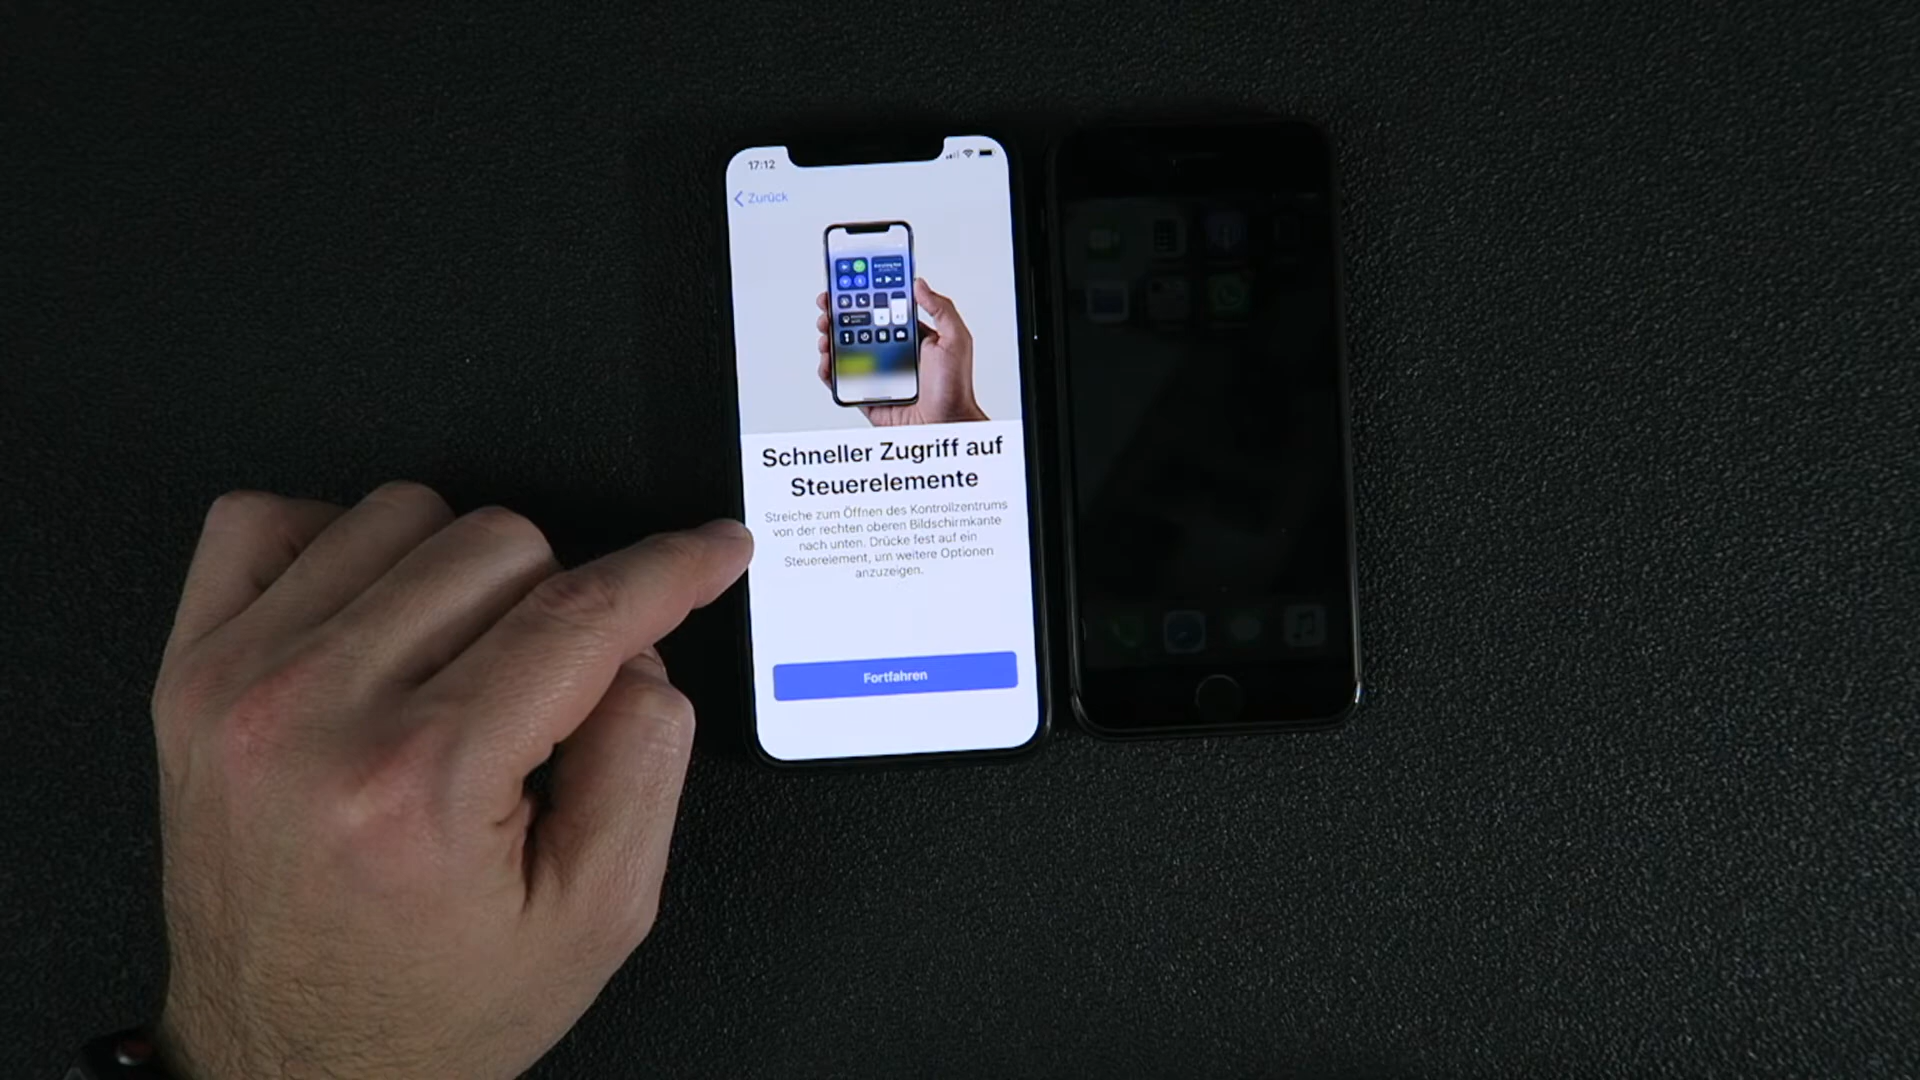 17:12
Zurück
Schneller Zugriff auf
Steuerelemente
Streiche zum Öffnen des Kontrollzentrums
von der rechten oberen Bildschirmkante
nach unten. Drücke fest auf ein
Steuerelement, um weitere Optionen
anzuzeigen.
Fortfahren